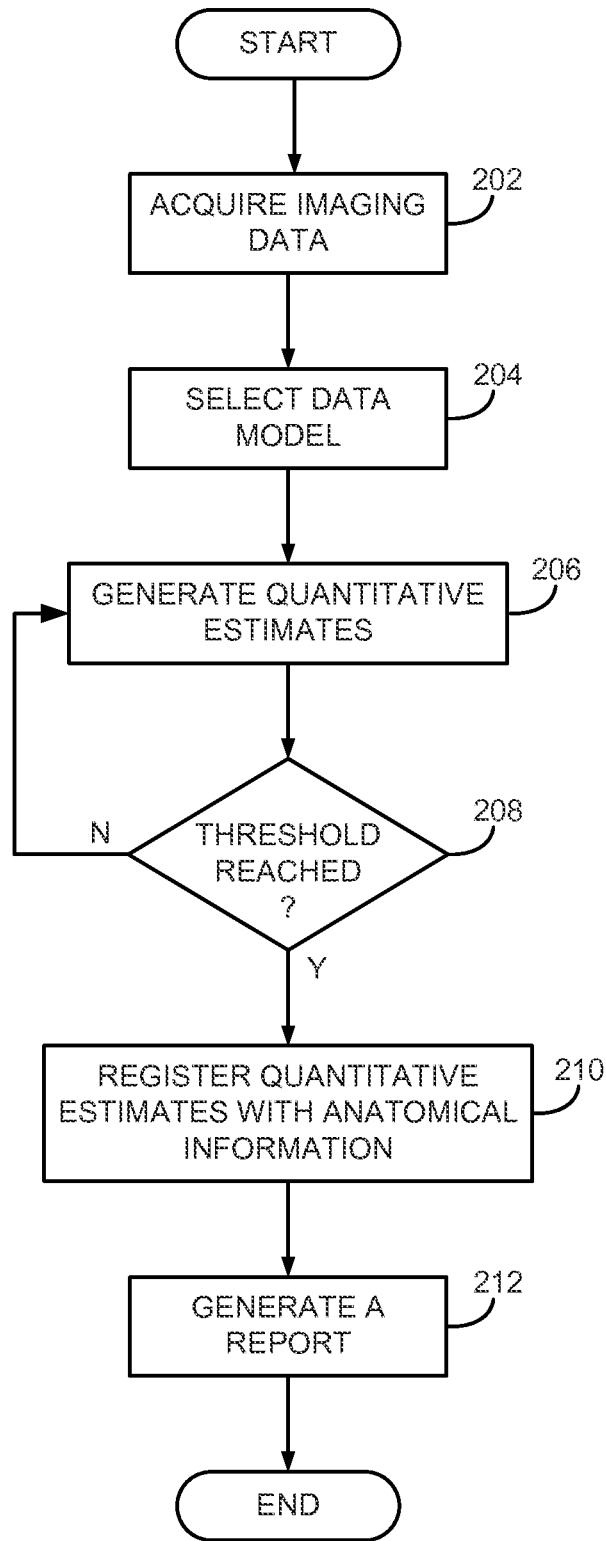 START
202
ACQUIRE IMAGING
DATA
204
SELECT DATA
MODEL
206
GENERATE QUANTITATIVE
ESTIMATES
208
N
THRESHOLD
REACHED
?
Y
210
REGISTER QUANTITATIVE
ESTIMATES WITH ANATOMICAL
INFORMATION
212
GENERATE A
REPORT
END